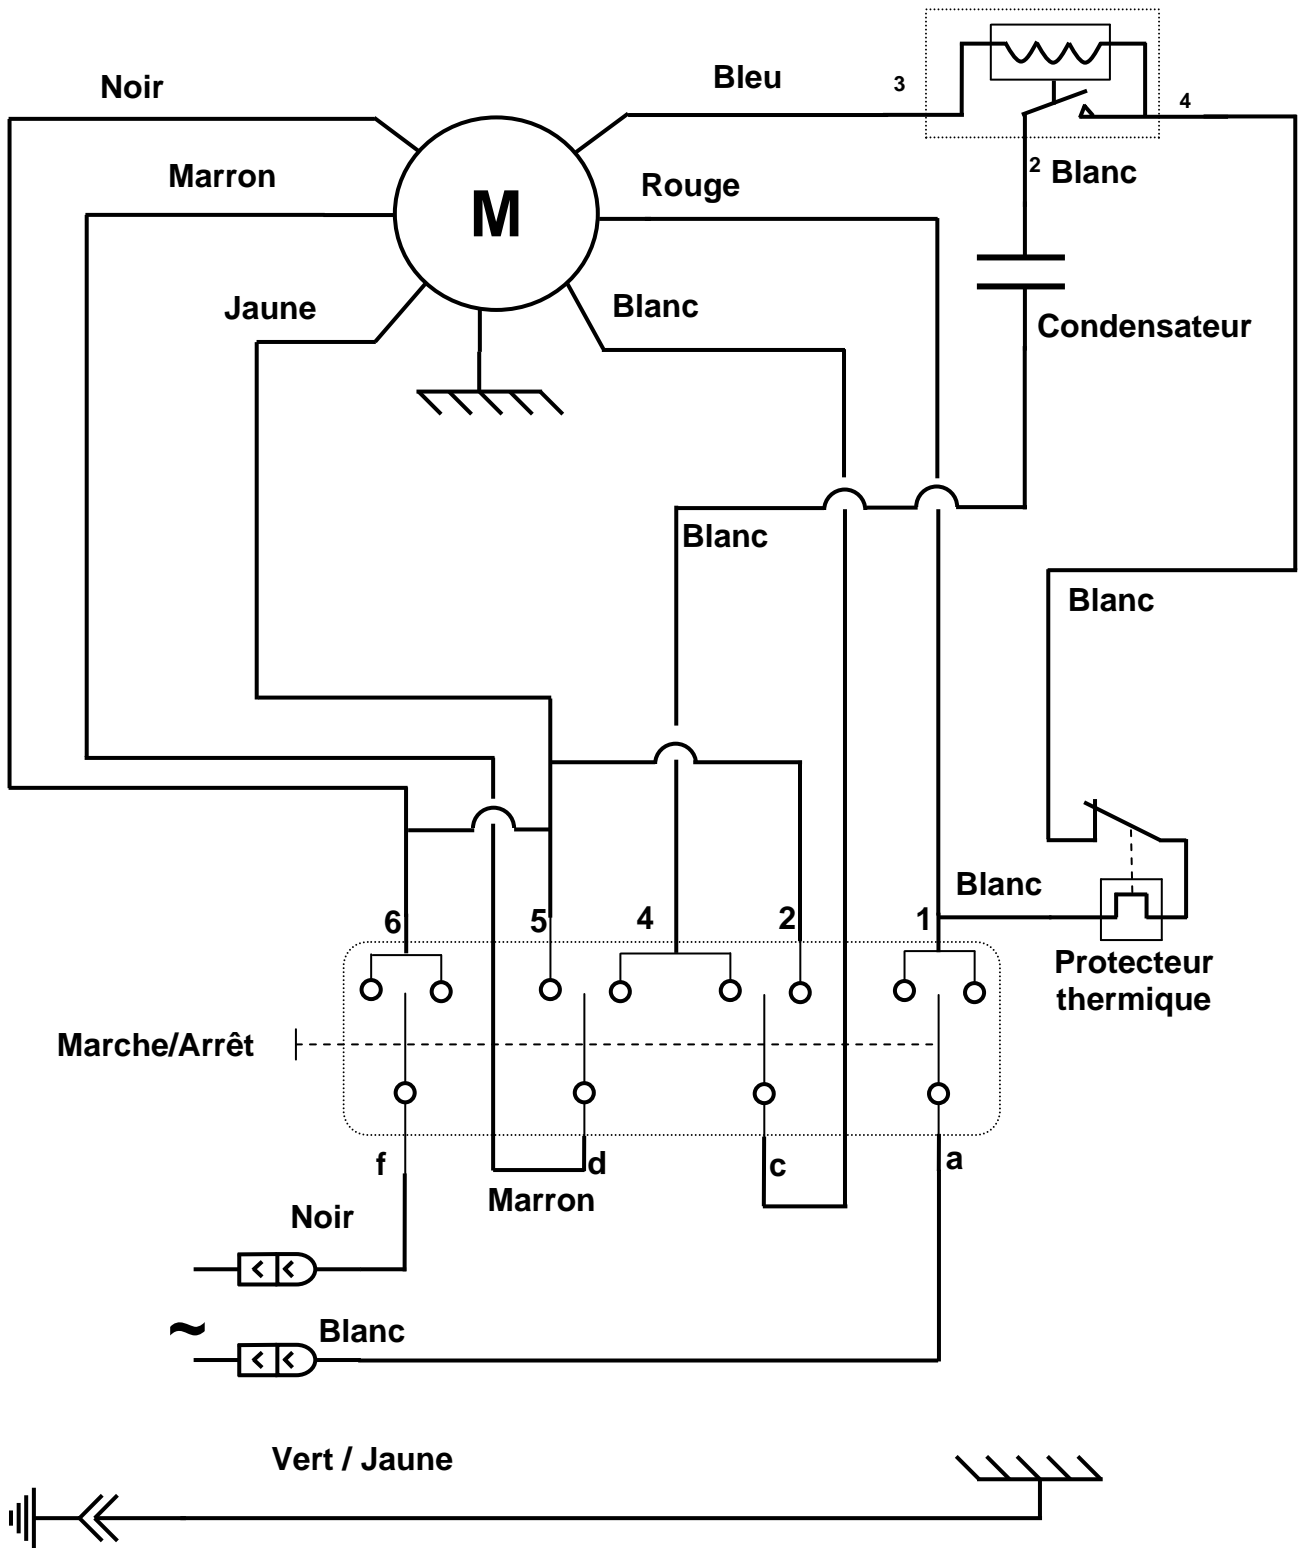 Noir
Bleu
3
4
Marron
Rouge
2 Blanc
M
Jaune
Blanc
Condensateur
Blanc
Blanc
Blanc
6
5
4
2
1
Protecteur
thermique
Marche/Arrêt
f
d
c
a
Marron
Noir
~
Blanc
Vert / Jaune